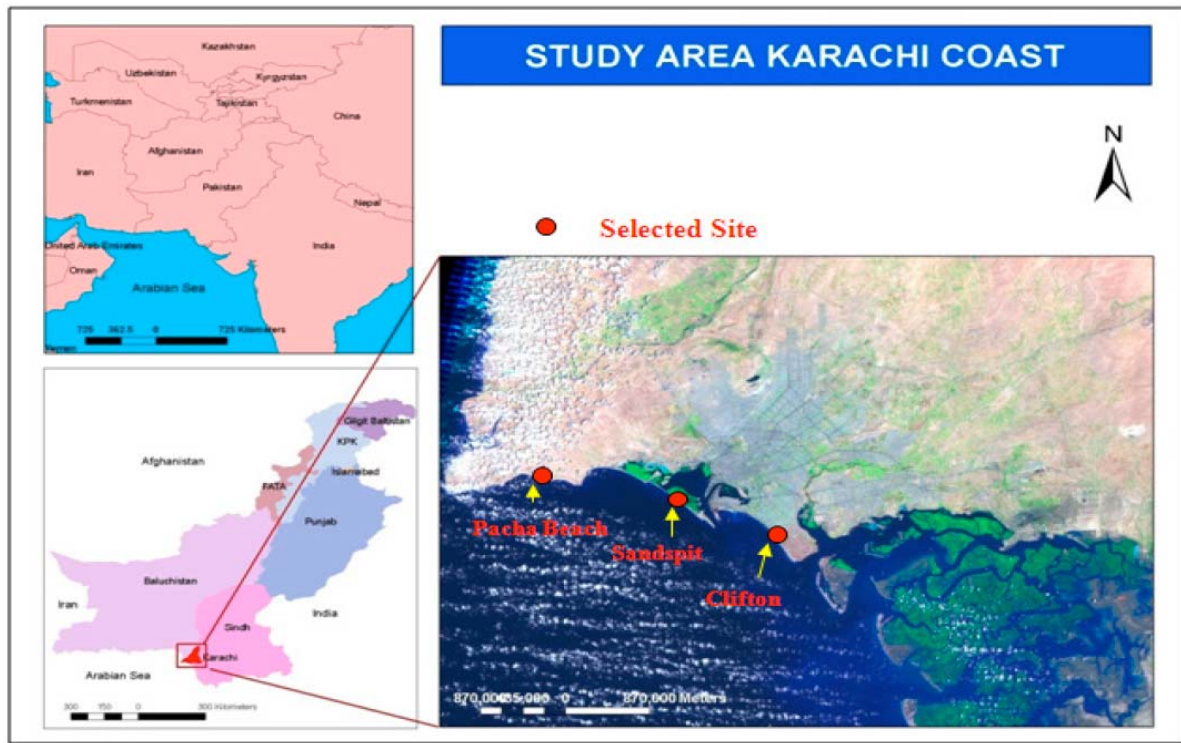 STUDY AREA KARACHI COAST
N
Selected Site
Kazakhstan
Uzbekistan
Kyrgyzstan
Turkmenistan
Tajikistan
China
Afghanistan
Iran
Pakistan
Nepal
United Arab Emirates
India
Oman
Arabian Sea
725 362.5 0 725 Kilometers
Gilgit Baltistan
KPK
Afghanistan
Islamabad
FATA
Punjab
Baluchistan
Iran
India
Sindh
Karachi
Arabian Sea
300 150 0 300 Kilometers
Pacha Beach
Sandspit
Clifton
0 870,000 Meters